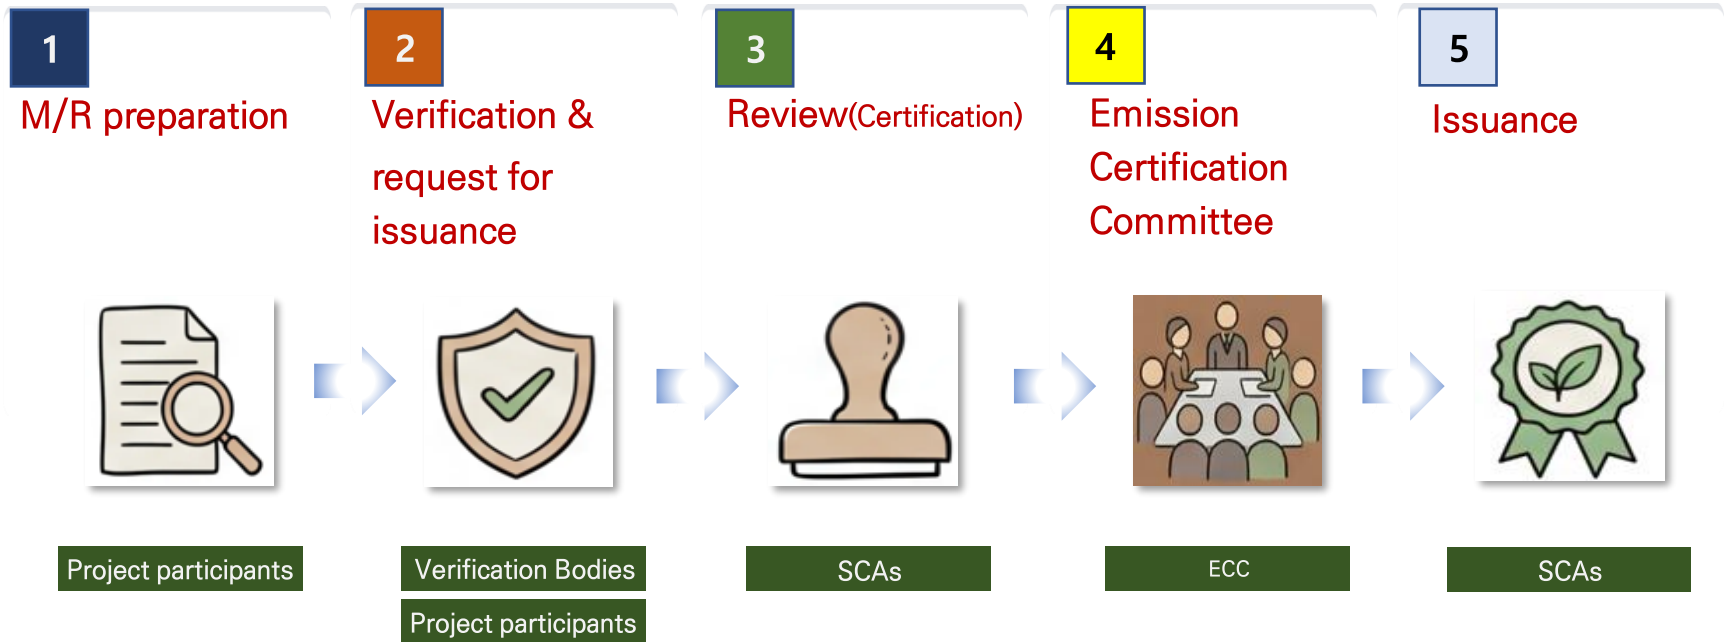 1
M/R preparation
Project participants
2
Verification &
request for
issuance
Verification Bodies
Project participants
3
Review(Certification)
SCAs
4
Emission
Certification
Committee
ECC
5
Issuance
SCAs